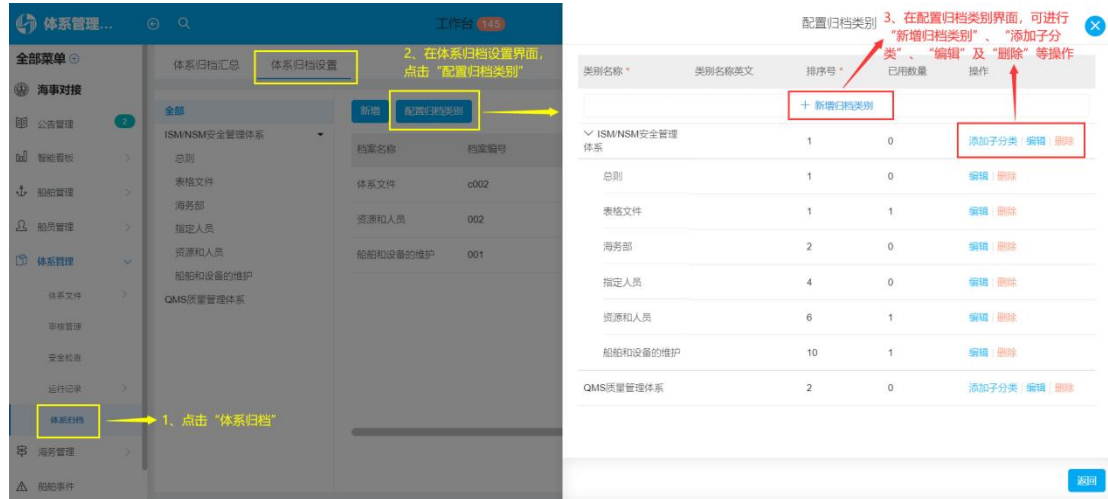 体系管理...
工作台 145
全部菜单
海事对接
公告管理 2
智能看板
船舶管理
船员管理
体系管理
体系文件
审核管理
安全检查
运行记录
体系归档
海务管理
船舶事件
体系归档汇总 体系归档设置
2、在体系归档设置界面,
点击“配置归档类别”
全部
ISM/NSM安全管理体系
总则
表格文件
海务部
指定人员
资源和人员
船舶和设备的维护
QMS质量管理体系
新增 配置归档类别
档案名称 档案编号
体系文件 c002
资源和人员 002
船舶和设备的维护 001
1、点击“体系归档”
配置归档类别
3、在配置归档类别界面,可进行
“新增归档类别”、“添加子分
类”、“编辑”及“删除”等操作
类别名称 * 类别名称英文 排序号 * 已用数量 操作
+ 新增归档类别
ISM/NSM安全管理
体系 1 0 添加子分类 编辑 删除
总则 1 0 编辑 删除
表格文件 1 1 编辑 删除
海务部 2 0 编辑 删除
指定人员 4 0 编辑 删除
资源和人员 6 1 编辑 删除
船舶和设备的维护 10 1 编辑 删除
QMS质量管理体系 2 0 添加子分类 编辑 删除
返回